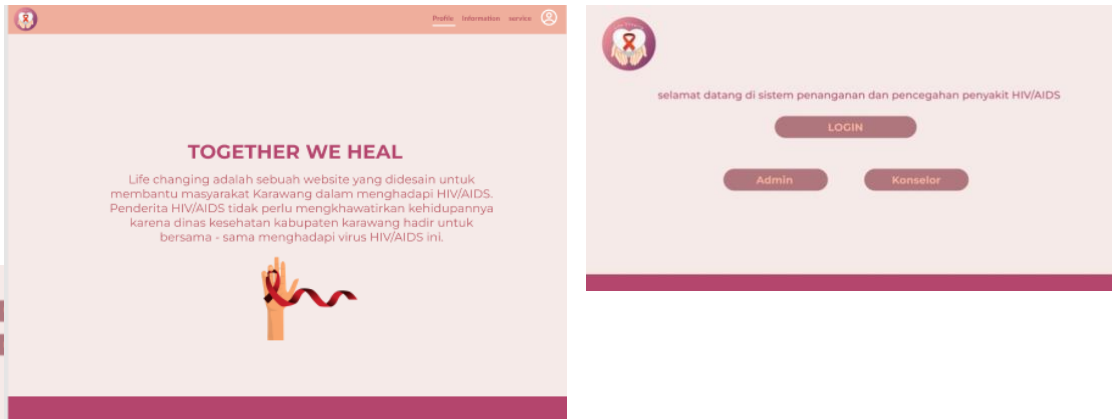 Profile Information service
TOGETHER WE HEAL
Life changing adalah sebuah website yang didesain untuk
membantu masyarakat Karawang dalam menghadapi HIV/AIDS.
Penderita HIV/AIDS tidak perlu mengkhawatirkan kehidupannya
karena dinas kesehatan kabupaten karawang hadir untuk
bersama - sama menghadapi virus HIV/AIDS ini.
selamat datang di sistem penanganan dan pencegahan penyakit HIV/AIDS
LOGIN
Admin Konselor